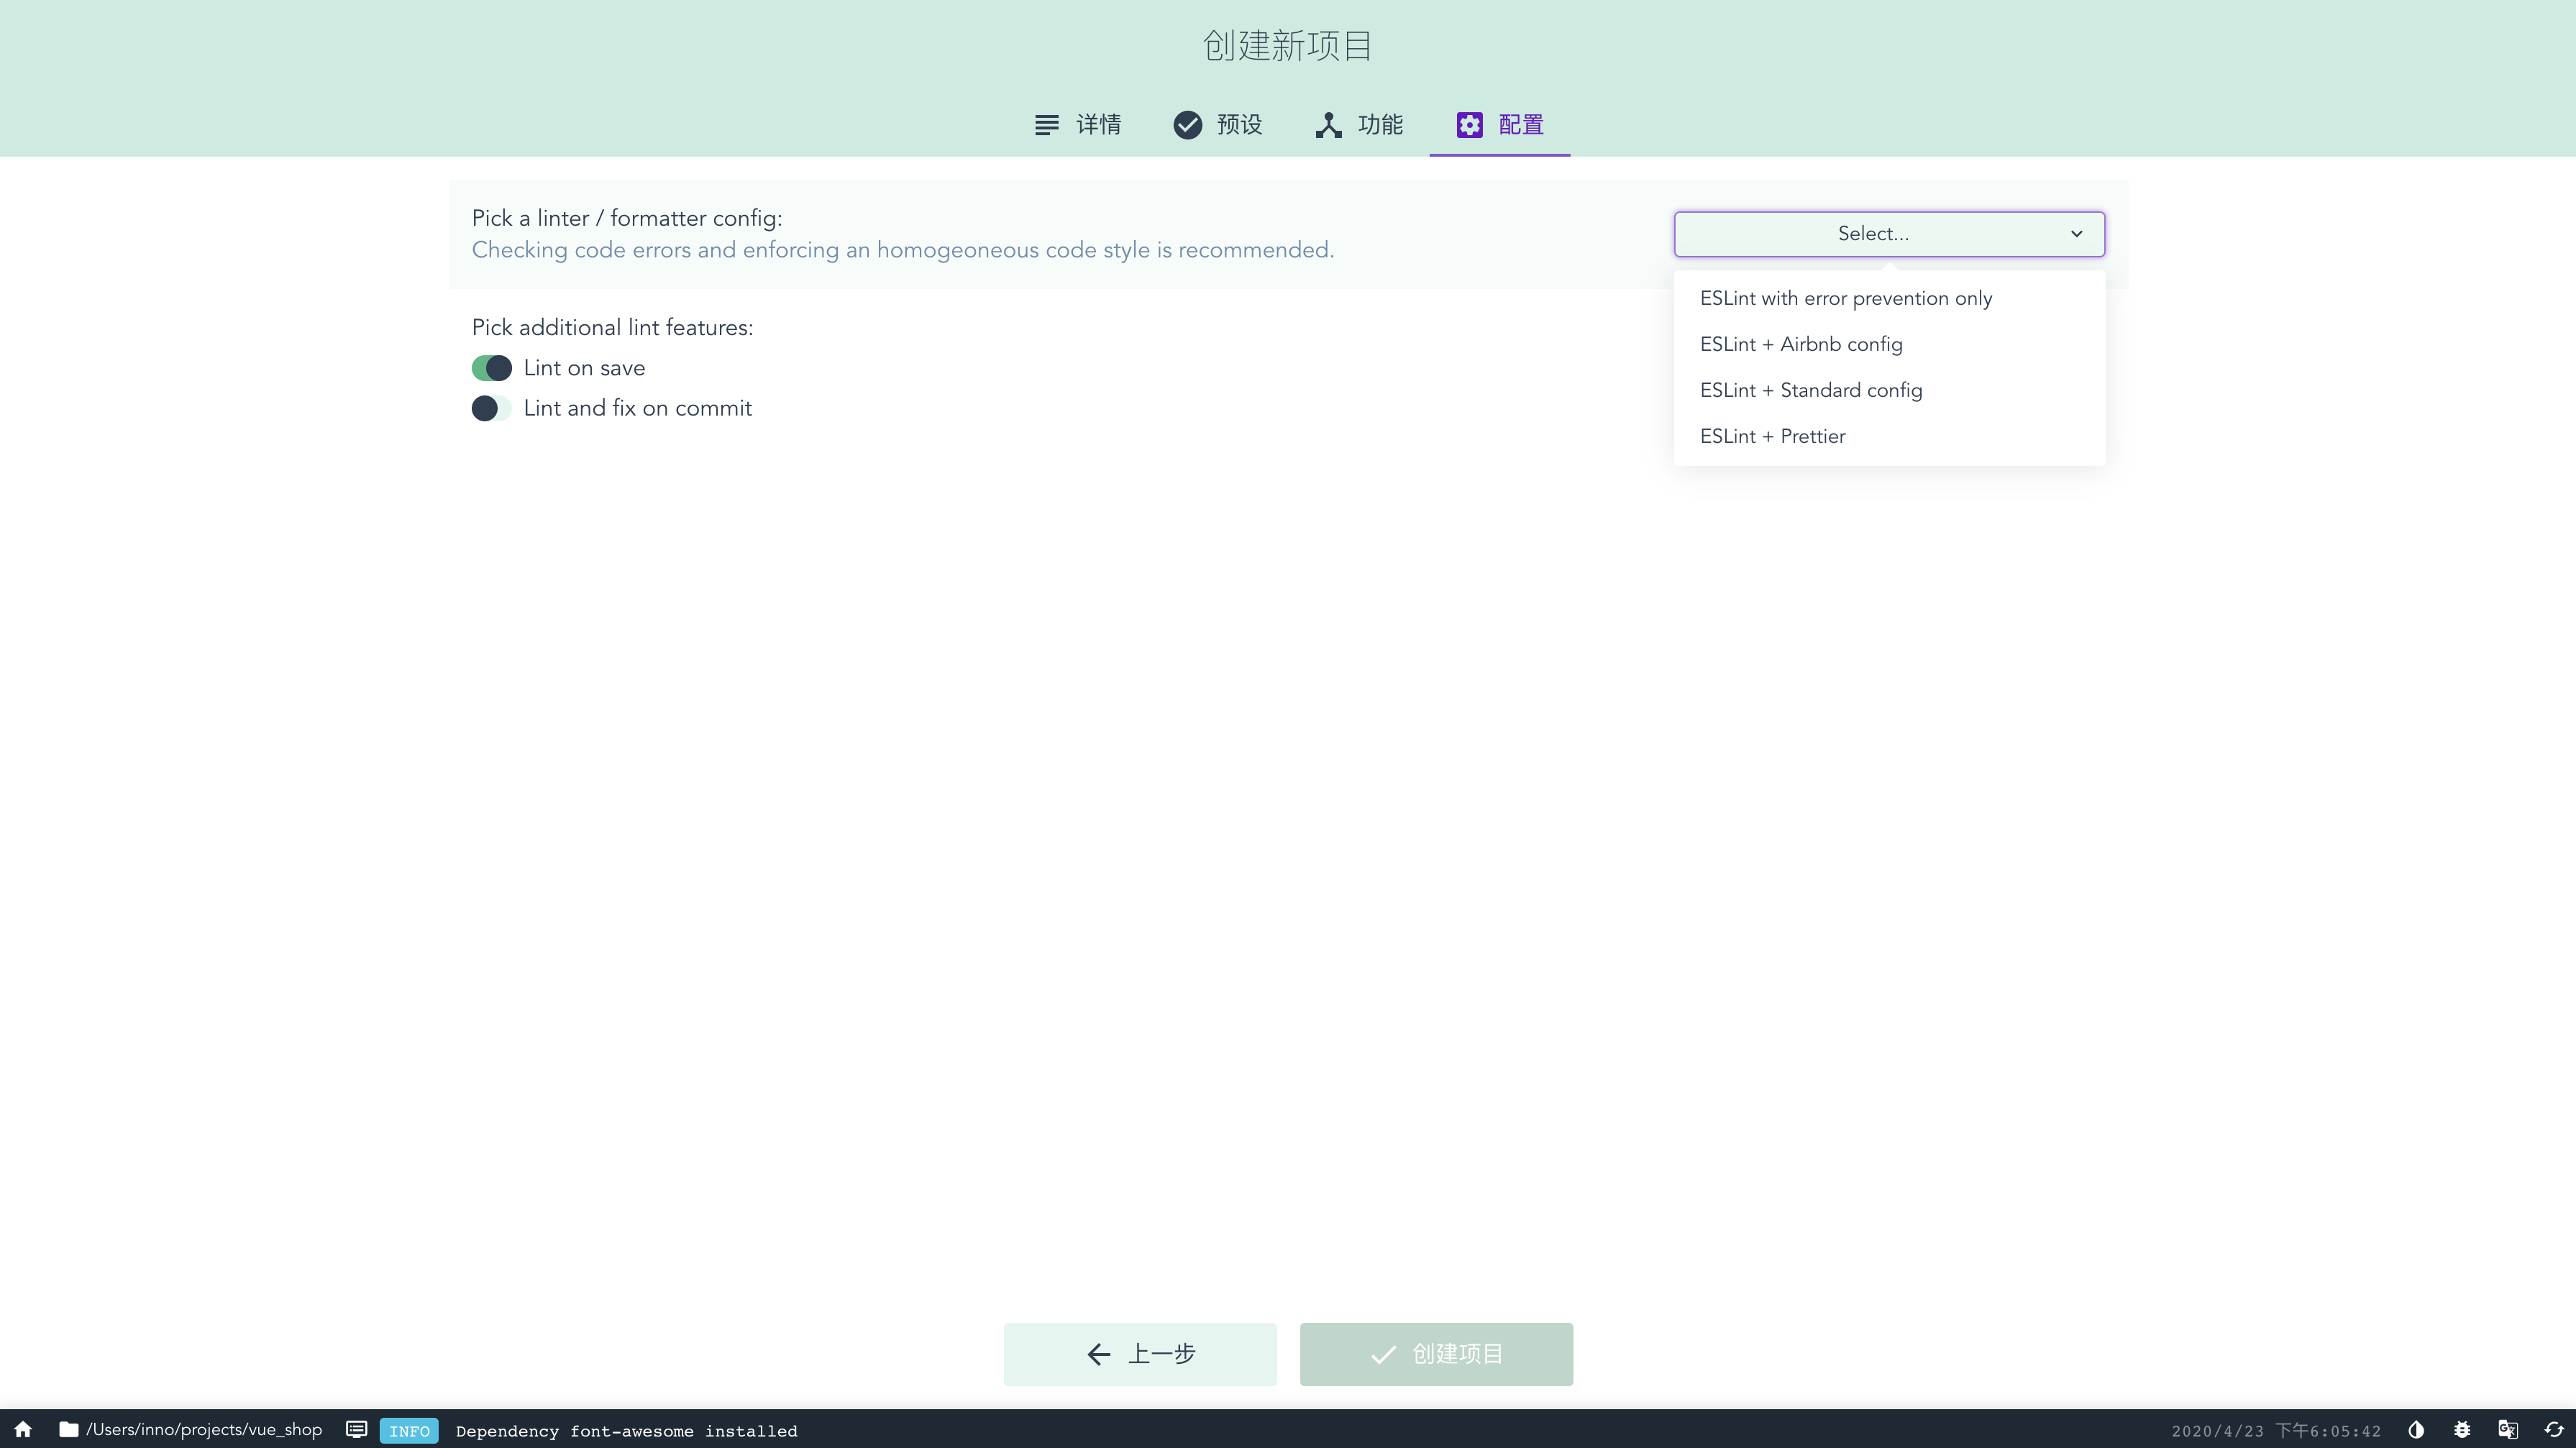 创建新项目
详情
预设
功能
配置
Pick a linter / formatter config:
Checking code errors and enforcing an homogeoneous code style is recommended.
Select...
ESLint with error prevention only
ESLint + Airbnb config
ESLint + Standard config
ESLint + Prettier
Pick additional lint features:
Lint on save
Lint and fix on commit
上一步
创建项目
/Users/inno/projects/vue_shop
INFO
Dependency font-awesome installed
2020/4/23 下午6:05:42